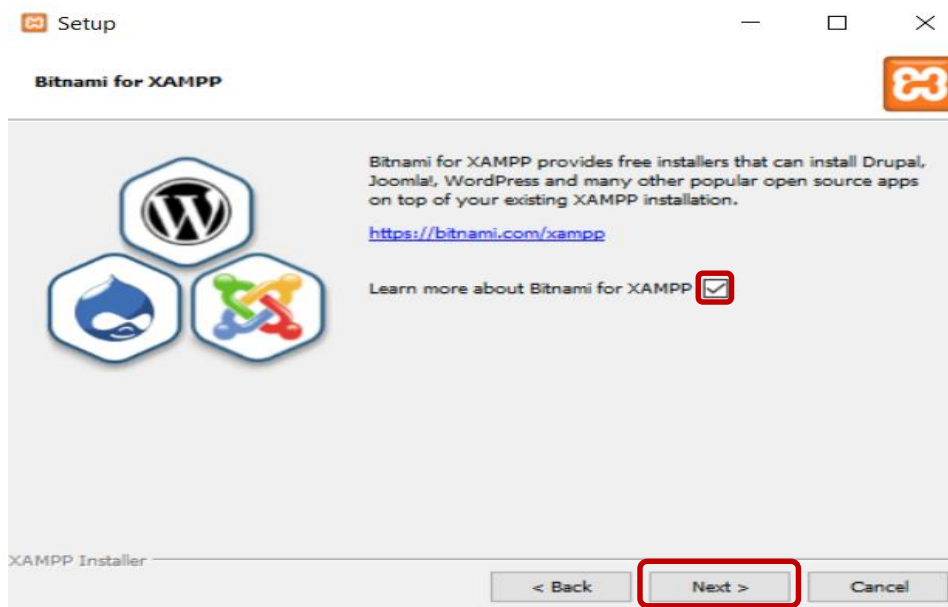 Setup
Bitnami for XAMPP
Bitnami for XAMPP provides free installers that can install Drupal,
Joomla!, WordPress and many other popular open source apps
on top of your existing XAMPP installation.
https://bitnami.com/xampp
Learn more about Bitnami for XAMPP
XAMPP Installer
< Back
Next >
Cancel